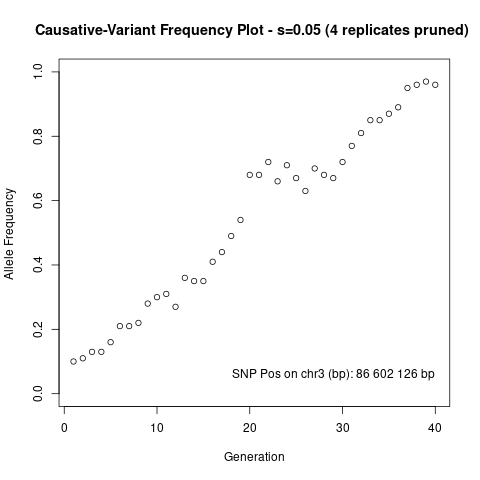 Causative-Variant Frequency Plot - s=0.05 (4 replicates pruned)
1.0
0.8
0.6
0.4
0.2
0.0
Allele Frequency
SNP Pos on chr3 (bp): 86 602 126 bp
0 10 20 30 40
Generation